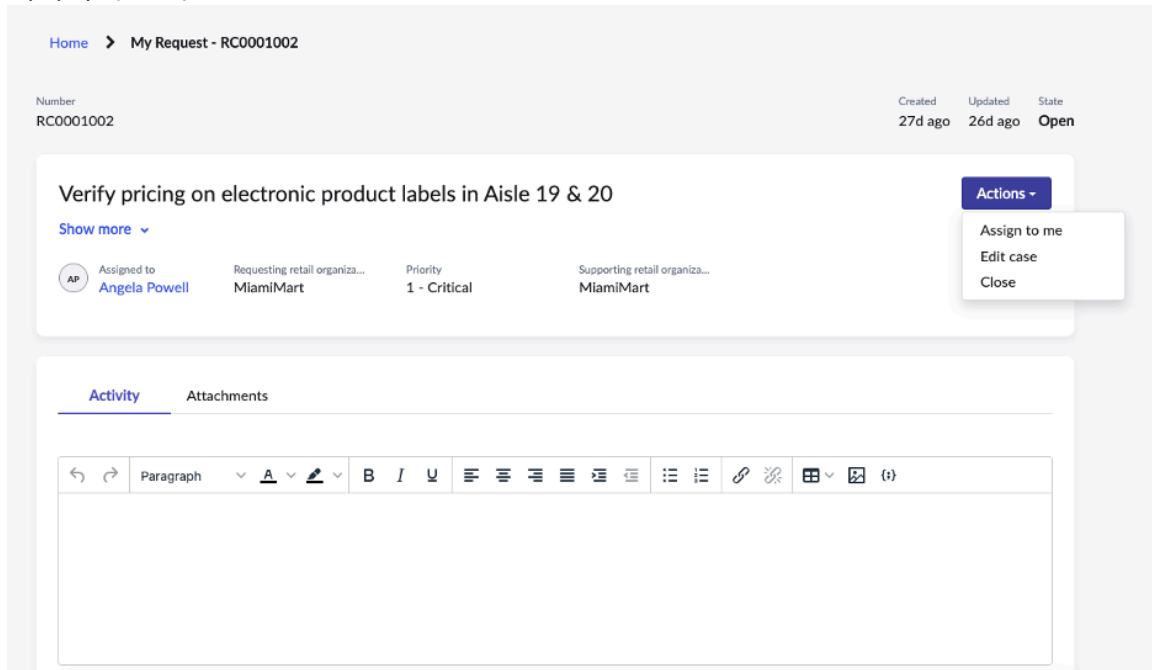 Home > My Request - RC0001002
Number
RC0001002
Created Updated State
27d ago 26d ago Open
Verify pricing on electronic product labels in Aisle 19 & 20
Actions
Show more
Assign to me
Edit case
Close
AP
Assigned to Requesting retail organiza... Priority Supporting retail organiza...
Angela Powell MiamiMart 1 - Critical MiamiMart
Activity Attachments
Paragraph A B I U {;}